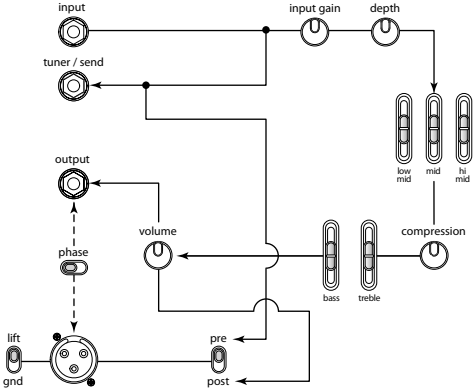 input
input gain
depth
tuner / send
low
mid
mid
hi
mid
output
volume
compression
phase
bass
treble
lift
pre
gnd
post